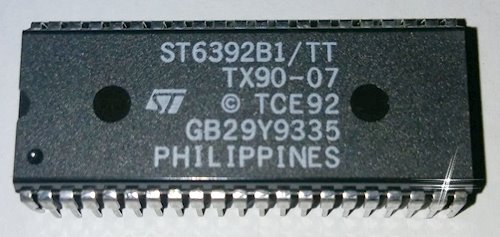 ST6392B1/TT
TX90-07
© TCE92
GB29Y9335
PHILIPPINES